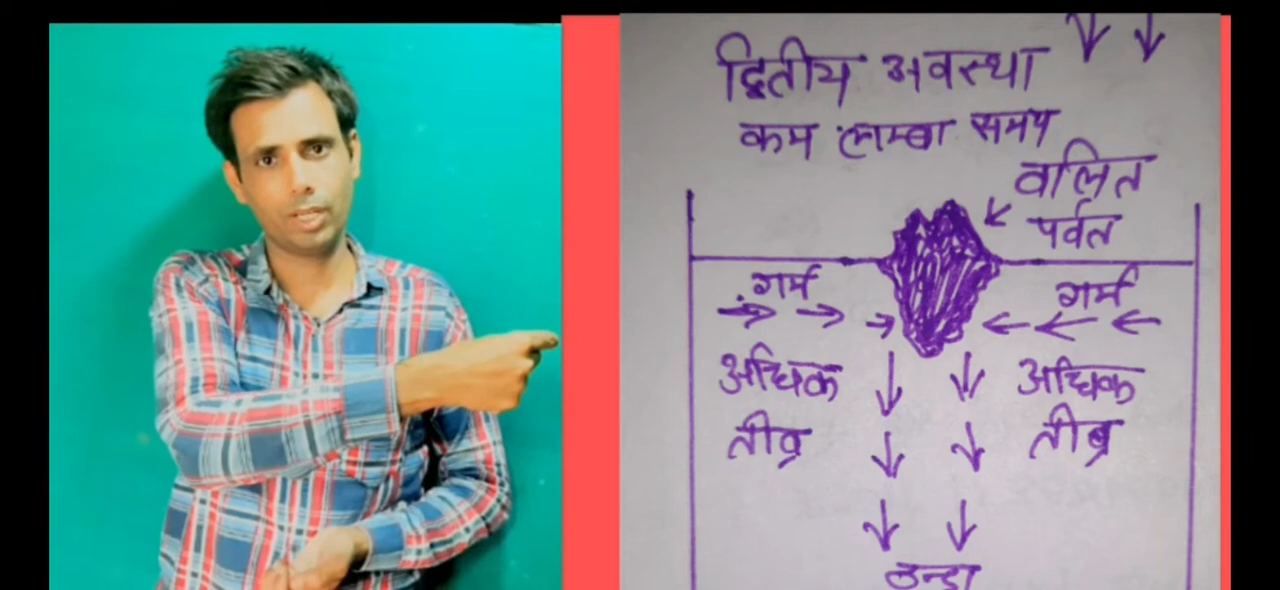 द्वितीय अवस्था
कम लम्बा समय
वलित
पर्वत
गर्म
गर्म
अधिक
तीव्र
अधिक
तीव्र
ठन्डा